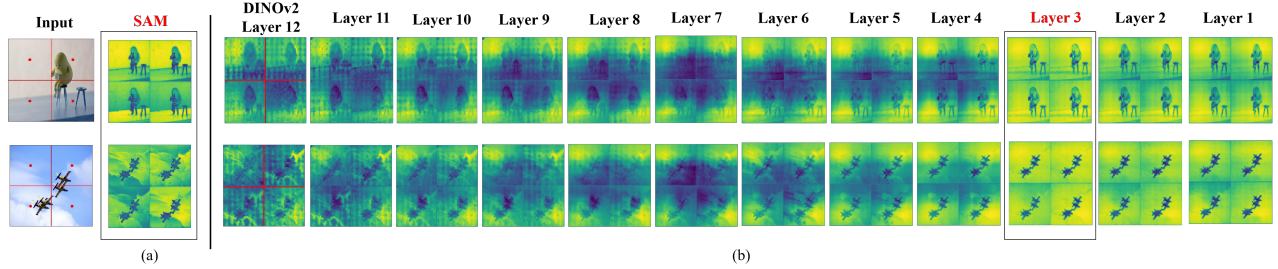 Input
SAM
DINOv2
Layer 12
Layer 11
Layer 10
Layer 9
Layer 8
Layer 7
Layer 6
Layer 5
Layer 4
Layer 3
Layer 2
Layer 1
(a)
(b)